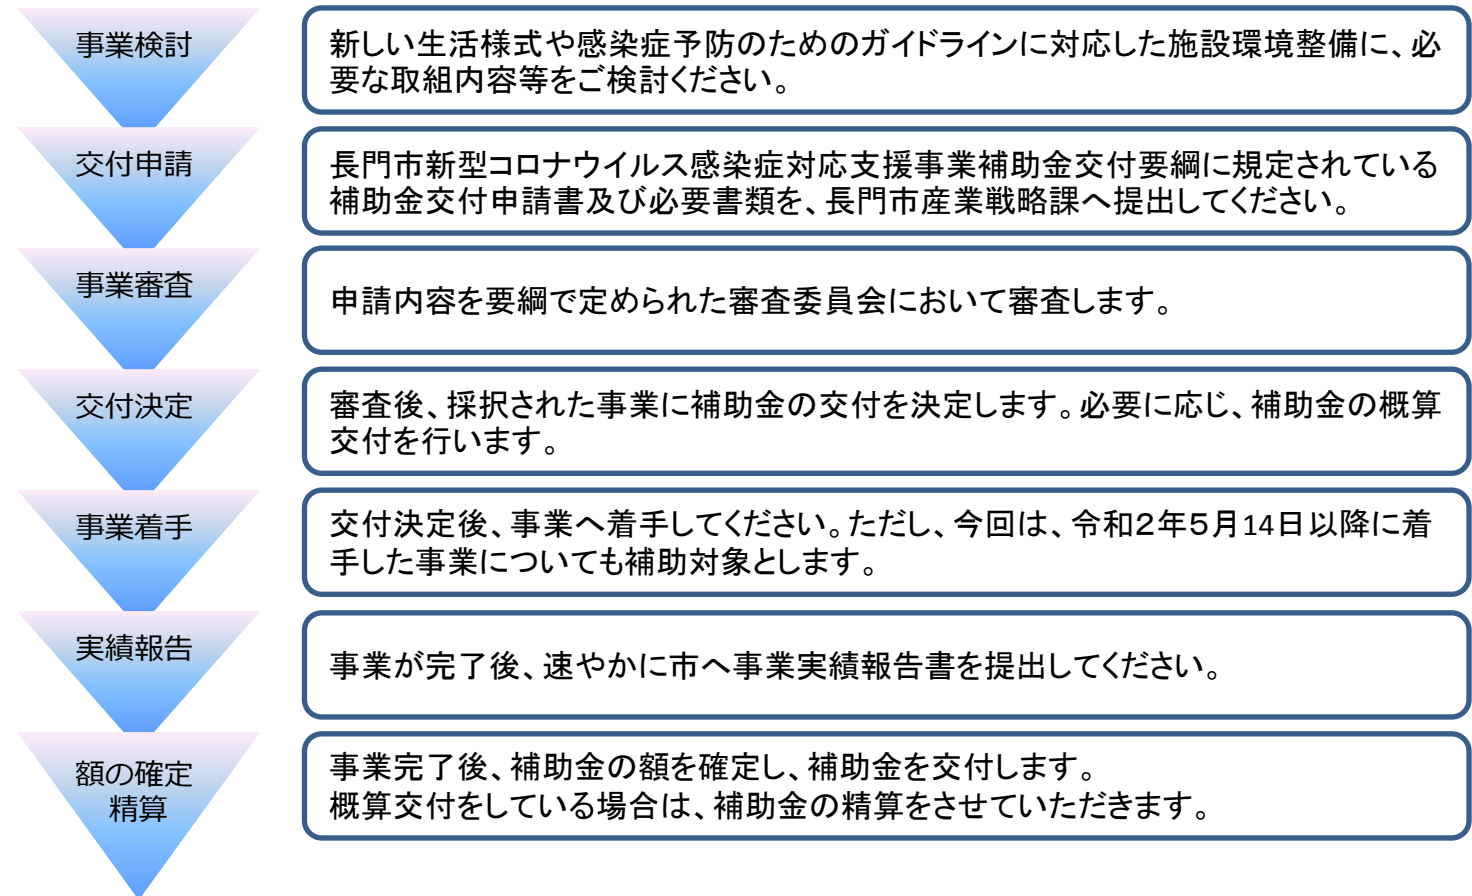 事業検討
新しい生活様式や感染症予防のためのガイドラインに対応した施設環境整備に、必
要な取組内容等をご検討ください。
交付申請
長門市新型コロナウイルス感染症対応支援事業補助金交付要綱に規定されている
補助金交付申請書及び必要書類を、長門市産業戦略課へ提出してください。
事業審査
申請内容を要綱で定められた審査委員会において審査します。
交付決定
審査後、採択された事業に補助金の交付を決定します。必要に応じ、補助金の概算
交付を行います。
事業着手
交付決定後、事業へ着手してください。ただし、今回は、令和2年5月14日以降に着
手した事業についても補助対象とします。
実績報告
事業が完了後、速やかに市へ事業実績報告書を提出してください。
額の確定
精算
事業完了後、補助金の額を確定し、補助金を交付します。
概算交付をしている場合は、補助金の精算をさせていただきます。